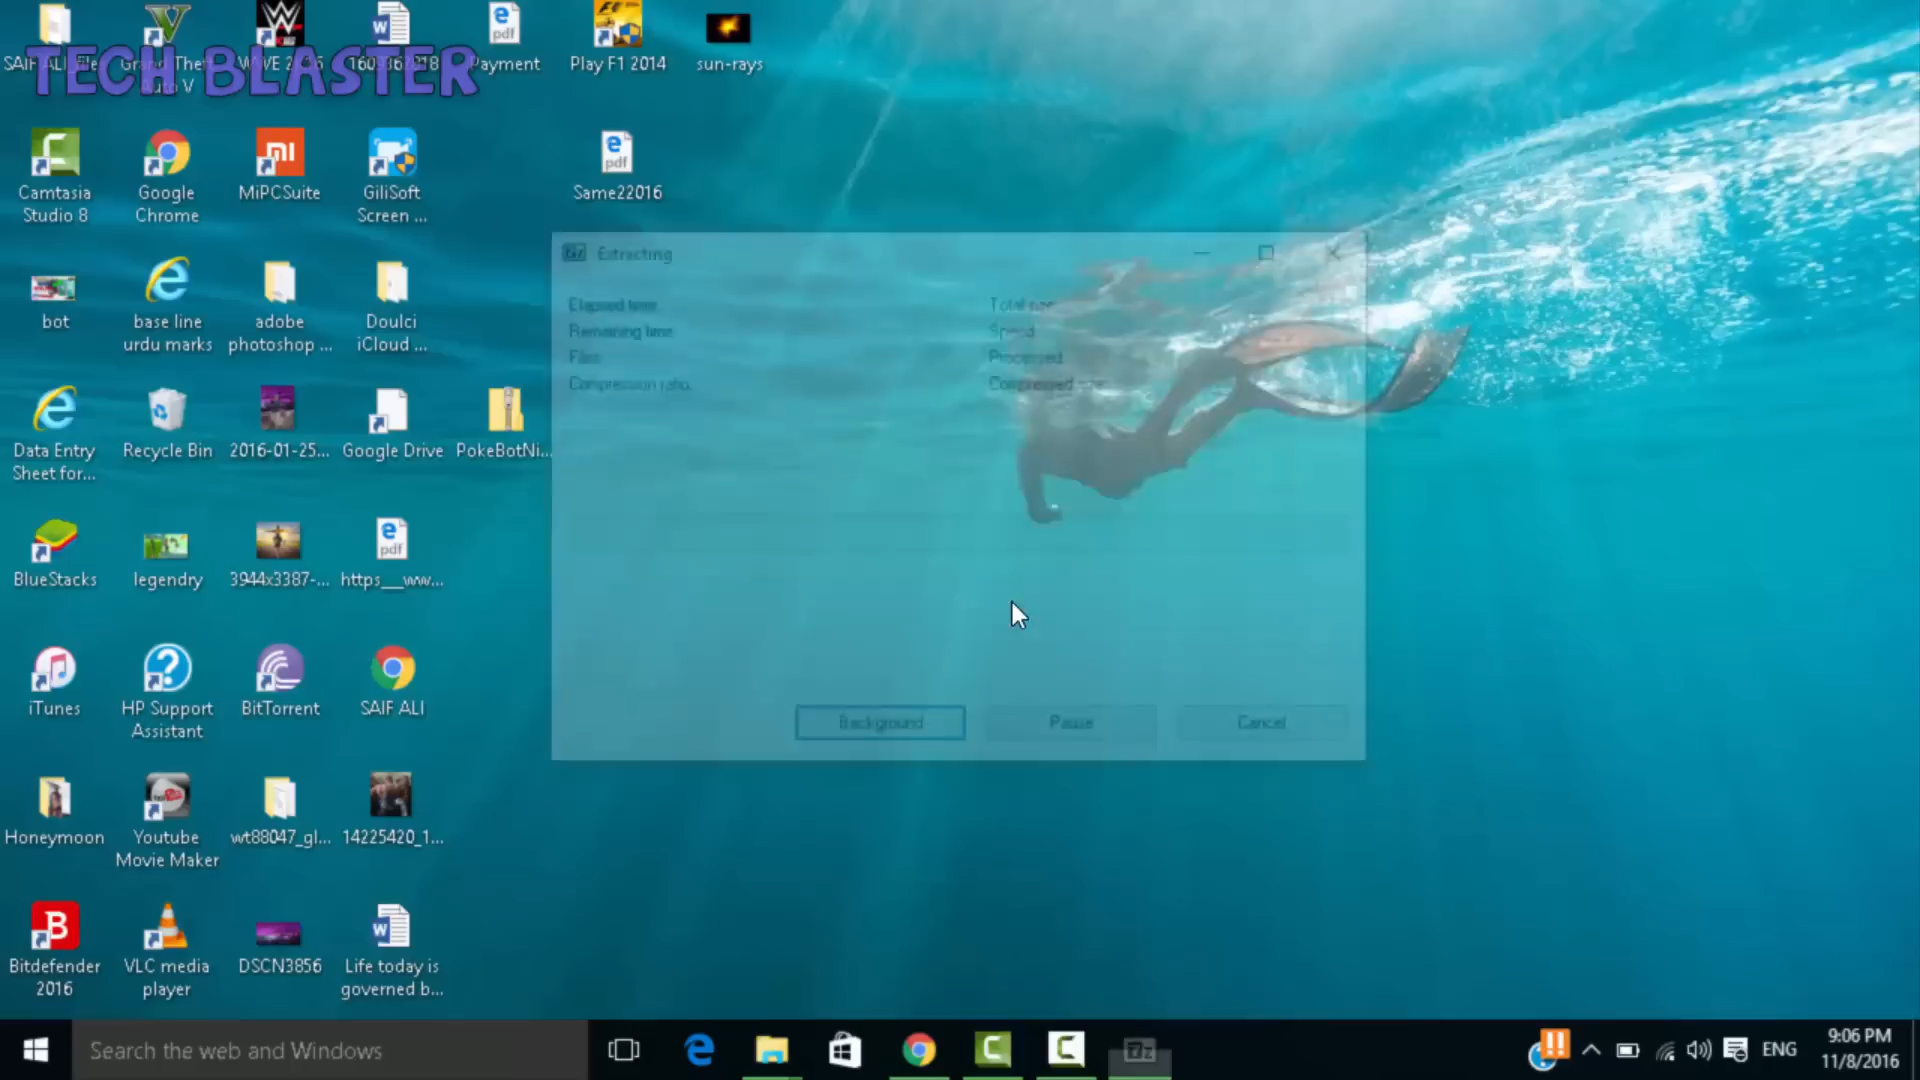 SAIF ALI files
Grand Theft
Auto V
WWE 2K16
1609367018
Payment
Play F1 2014
sun-rays
TECH BLASTER
Camtasia
Studio 8
Google
Chrome
MiPCSuite
GiliSoft
Screen ...
pdf
Same22016
Extracting
Elapsed time:
Remaining time:
Files:
Compression ratio:
Total size:
Speed:
Processed:
Compressed size:
bot
base line
urdu marks
adobe
photoshop ...
Doulci
iCloud ...
Data Entry
Sheet for...
Recycle Bin
2016-01-25...
Google Drive
PokeBotNi...
BlueStacks
legendry
3944x3387-...
pdf
https__ww...
iTunes
HP Support
Assistant
BitTorrent
SAIF ALI
Background
Pause
Cancel
Honeymoon
Youtube
Movie Maker
wt88047_gl...
14225420_1...
Bitdefender
2016
VLC media
player
DSCN3856
Life today is
governed b...
Search the web and Windows
ENG
9:06 PM
11/8/2016